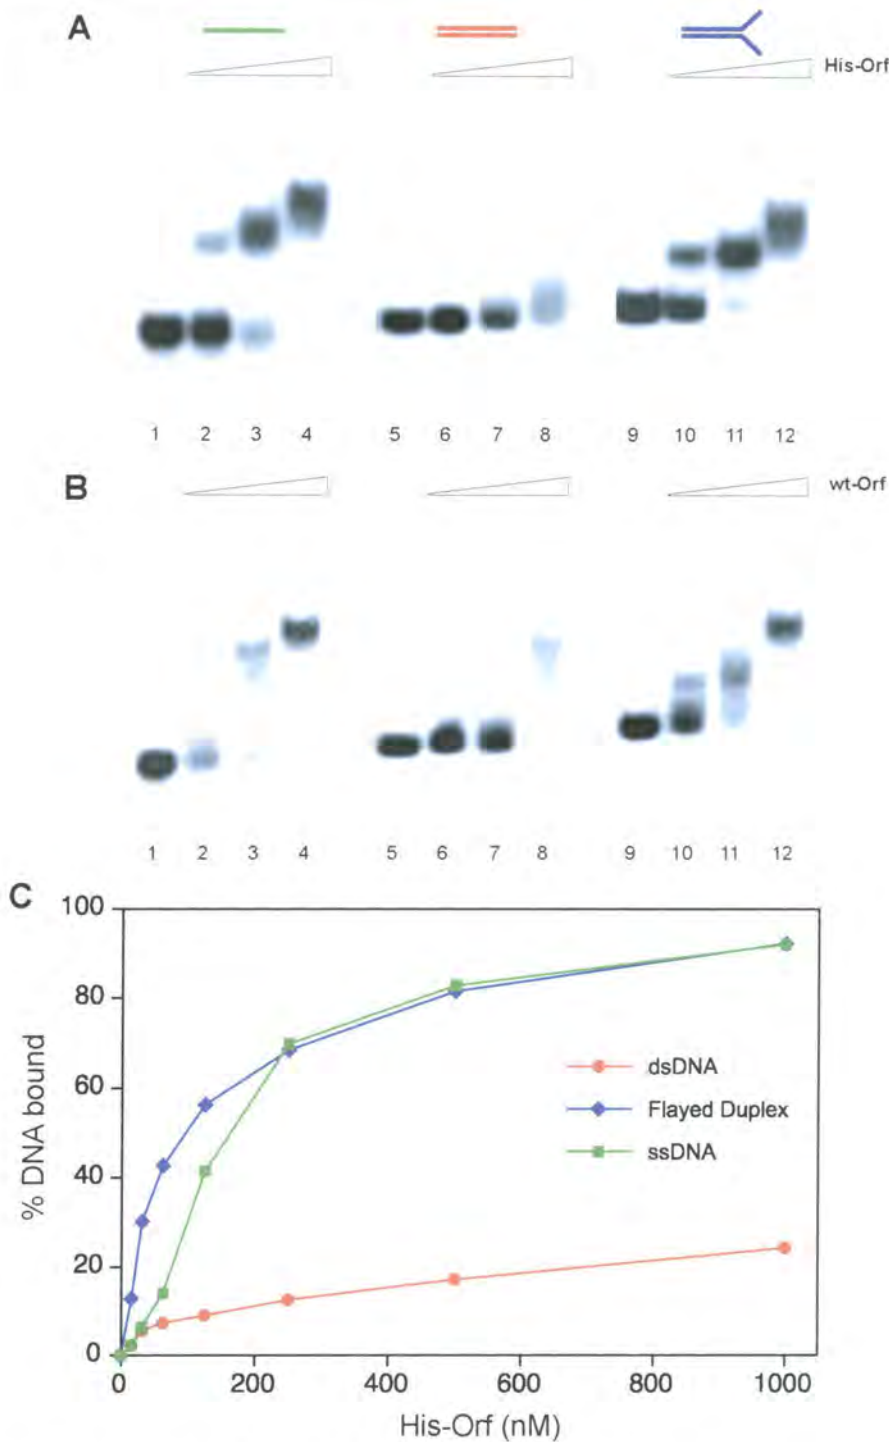 A
His-Orf
1 2 3 4 5 6 7 8 9 10 11 12
B
wt-Orf
1 2 3 4 5 6 7 8 9 10 11 12
C
100
80
60
40
20
0
% DNA bound
dsDNA
Flayed Duplex
ssDNA
0 200 400 600 800 1000
His-Orf (nM)